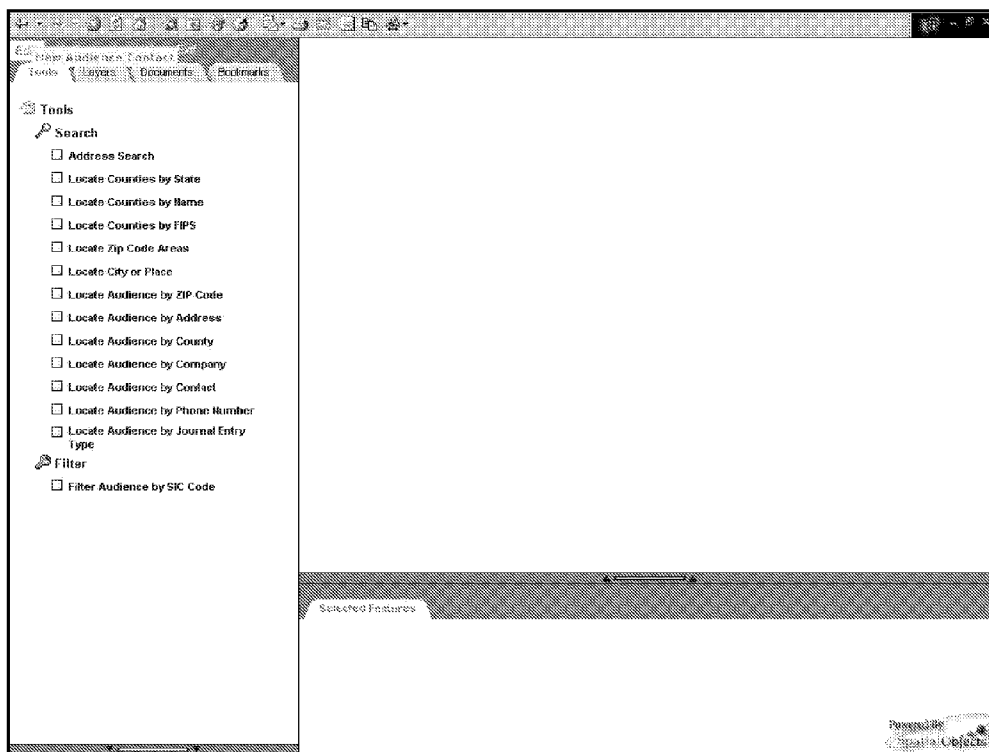 New Audience Contact
Tools Layers Documents Bookmarks
Tools
Search
Address Search
Locate Counties by State
Locate Counties by Name
Locate Counties by FIPS
Locate Zip Code Areas
Locate City or Place
Locate Audience by ZIP Code
Locate Audience by Address
Locate Audience by County
Locate Audience by Company
Locate Audience by Contact
Locate Audience by Phone Number
Locate Audience by Journal Entry
Type
Filter
Filter Audience by SIC Code
Selected Features
Spatial Objects